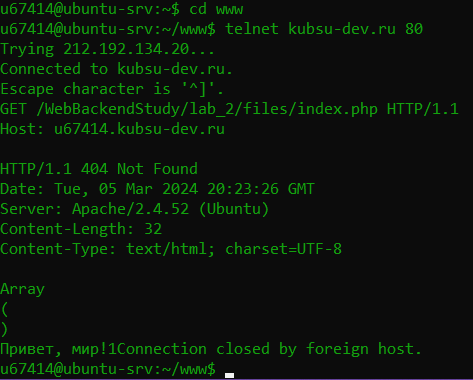 u67414@ubuntu-srv:~$ cd www
u67414@ubuntu-srv:~/www$ telnet kubsu-dev.ru 80
Trying 212.192.134.20...
Connected to kubsu-dev.ru.
Escape character is '^]'.
GET /WebBackendStudy/lab_2/files/index.php HTTP/1.1
Host: u67414.kubsu-dev.ru

HTTP/1.1 404 Not Found
Date: Tue, 05 Mar 2024 20:23:26 GMT
Server: Apache/2.4.52 (Ubuntu)
Content-Length: 32
Content-Type: text/html; charset=UTF-8

Array
(
)
Привет, мир!1Connection closed by foreign host.
u67414@ubuntu-srv:~/www$